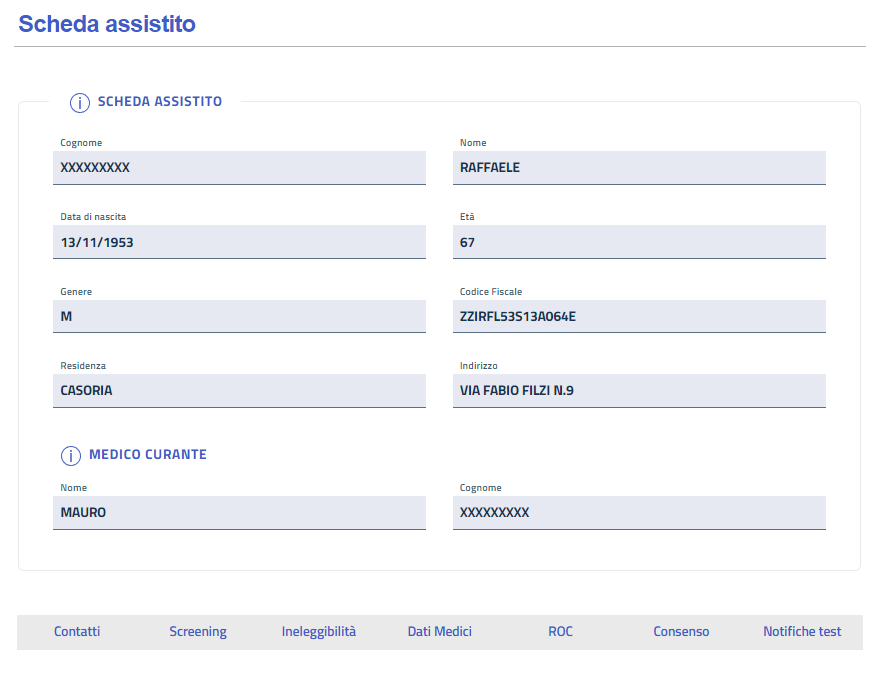 Scheda assistito
SCHEDA ASSISTITO
Cognome
XXXXXXXXX
Nome
RAFFAELE
Data di nascita
13/11/1953
Età
67
Genere
M
Codice Fiscale
ZZIRFL53S13A064E
Residenza
CASORIA
Indirizzo
VIA FABIO FILZI N.9
MEDICO CURANTE
Nome
MAURO
Cognome
XXXXXXXXX
Contatti Screening Ineleggibilità Dati Medici ROC Consenso Notifiche test